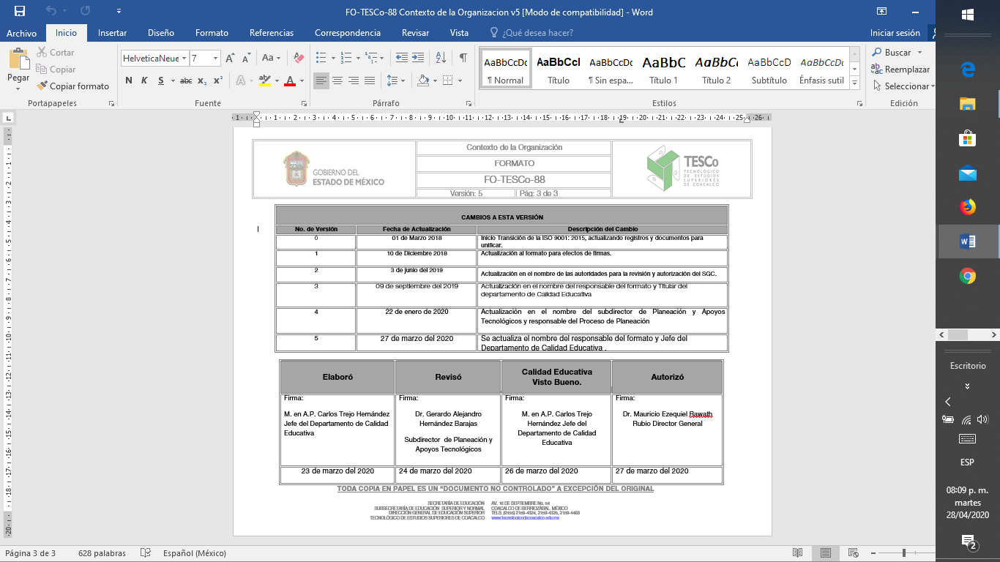 FO-TESCo-88 Contexto de la Organizacion v5 [Modo de compatibilidad] - Word
Archivo Inicio Insertar Diseño Formato Referencias Correspondencia Revisar Vista ¿Qué desea hacer? Iniciar sesión
Pegar
Cortar
Copiar
Copiar formato
Portapapeles
HelveticaNeue 7
N K S abc x₂ x²
Fuente
Párrafo
AaBbCcDc AaBbCcI AaBbCcDc AaBbC AaBbCc AaBbCcD AaBbCcDc
¶ Normal Título ¶ Sin espa... Título 1 Título 2 Subtítulo Énfasis sutil
Estilos
Buscar
Reemplazar
Seleccionar
Edición
GOBIERNO DEL
ESTADO DE MÉXICO
Contexto de la Organización
FORMATO
FO-TESCo-88
Versión: 5 Pág: 3 de 3
TESCo
TECNOLÓGICO
DE ESTUDIOS
SUPERIORES
DE COACALCO
CAMBIOS A ESTA VERSIÓN
No. de Versión Fecha de Actualización Descripción del Cambio
0 01 de Marzo 2018 Inicio Transición de la ISO 9001: 2015, actualizando registros y documentos para
unificar.
1 10 de Diciembre 2018 Actualización al formato para efectos de firmas.
2 3 de junio del 2019 Actualización en el nombre de las autoridades para la revisión y autorización del SGC.
3 09 de septiembre del 2019 Actualización en el nombre del responsable del formato y Titular del
departamento de Calidad Educativa
4 22 de enero de 2020 Actualización en el nombre del subdirector de Planeación y Apoyos
Tecnológicos y responsable del Proceso de Planeación
5 27 de marzo del 2020 Se actualiza el nombre del responsable del formato y Jefe del
Departamento de Calidad Educativa .
Elaboró
Revisó
Calidad Educativa
Visto Bueno.
Autorizó
Firma:
M. en A.P. Carlos Trejo Hernández
Jefe del Departamento de Calidad
Educativa
Firma:
Dr. Gerardo Alejandro
Hernández Barajas
Subdirector de Planeación y
Apoyos Tecnológicos
Firma:
M. en A.P. Carlos Trejo
Hernández Jefe del
Departamento de Calidad
Educativa
Firma:
Dr. Mauricio Ezequiel Rawath
Rubio Director General
23 de marzo del 2020 24 de marzo del 2020 26 de marzo del 2020 27 de marzo del 2020
TODA COPIA EN PAPEL ES UN “DOCUMENTO NO CONTROLADO” A EXCEPCIÓN DEL ORIGINAL
SECRETARÍA DE EDUCACIÓN
SUBSECRETARÍA DE EDUCACIÓN SUPERIOR Y NORMAL
DIRECCIÓN GENERAL DE EDUCACIÓN SUPERIOR
TECNOLÓGICO DE ESTUDIOS SUPERIORES DE COACALCO
AV. 16 DE SEPTIEMBRE No. 54
COACALCO DE BERRIOZÁBAL. MÉXICO
TELS. (0155) 2159-4324, 2159-4325, 2159-4468
www.tecnologicodecoacalco.edu.mx
Página 3 de 3 628 palabras Español (México)
Escritorio
ESP
08:09 p. m.
martes
28/04/2020
2